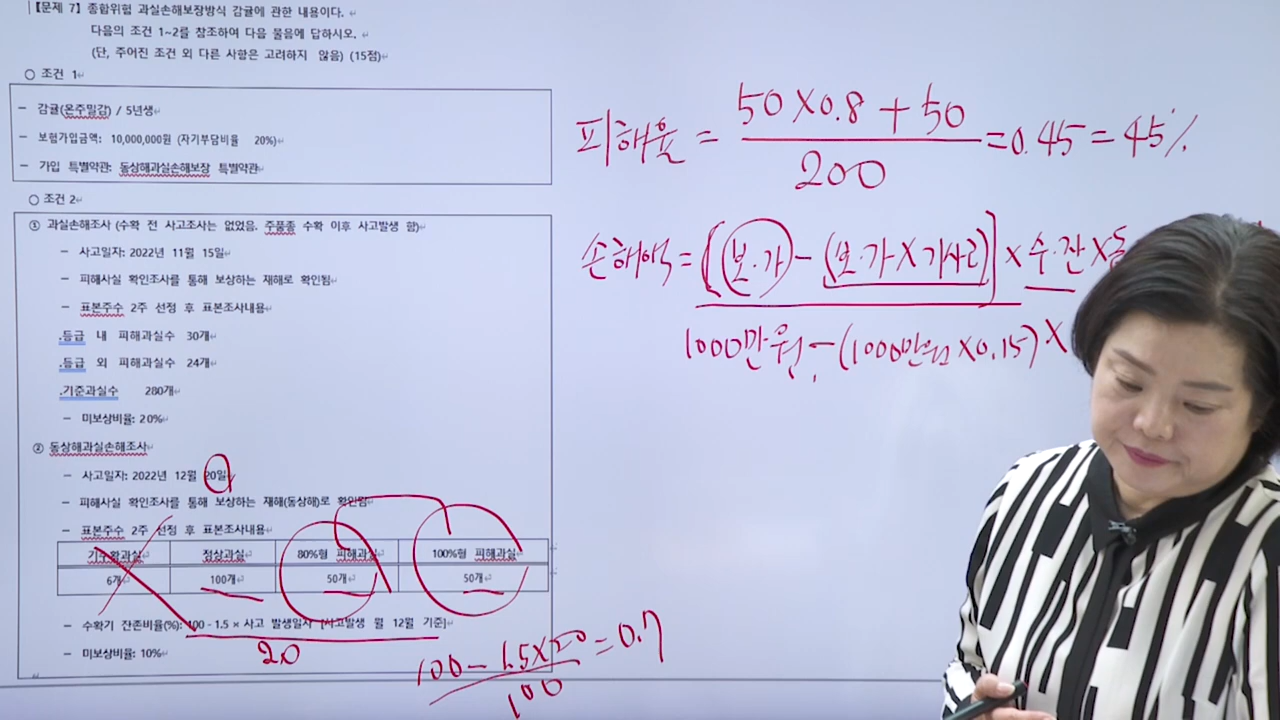 【문제 7】 종합위험 과실손해보장방식 감귤에 관한 내용이다.
다음의 조건 1~2를 참조하여 다음 물음에 답하시오.
(단, 주어진 조건 외 다른 사항은 고려하지 않음) (15점)
○ 조건 1
- 감귤(온주밀감) / 5년생
- 보험가입금액: 10,000,000원 (자기부담비율 20%)
- 가입 특별약관: 동상해과실손해보장 특별약관
○ 조건 2
① 과실손해조사 (수확 전 사고조사는 없었음. 주품종 수확 이후 사고발생 함)
- 사고일자: 2022년 11월 15일
- 피해사실 확인조사를 통해 보상하는 재해로 확인됨
- 표본주수 2주 선정 후 표본조사내용
.등급 내 피해과실수 30개
.등급 외 피해과실수 24개
.기준과실수 280개
- 미보상비율: 20%
② 동상해과실손해조사
- 사고일자: 2022년 12월 20일
- 피해사실 확인조사를 통해 보상하는 재해(동상해)로 확인됨
- 표본주수 2주 선정 후 표본조사내용
기수확과실 정상과실 80%형 피해과실 100%형 피해과실
6개 100개 50개 50개
- 수확기 잔존비율(%): 100 - 1.5 × 사고 발생일자 [사고발생 월 12월 기준]
- 미보상비율: 10%
20
100 - 1.5×20 = 0.7
100
50×0.8 + 50
피해율 = = 0.45 = 45%
200
손해액 = [보·가 - (보·가 × 기사고)] × 수·잔 × 동
1000만원 - (1000만원 × 0.15) ×